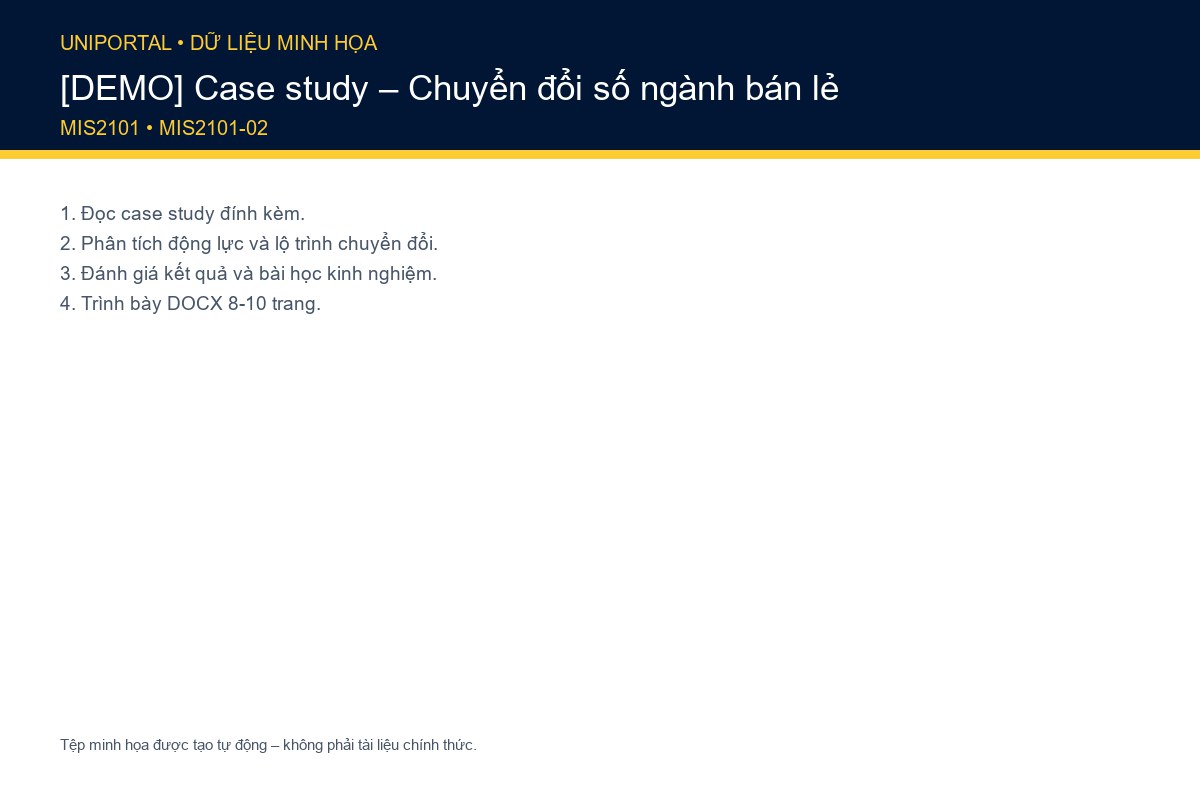 UNIPORTAL • DỮ LIỆU MINH HỌA
[DEMO] Case study – Chuyển đổi số ngành bán lẻ
MIS2101 • MIS2101-02
1. Đọc case study đính kèm.
2. Phân tích động lực và lộ trình chuyển đổi.
3. Đánh giá kết quả và bài học kinh nghiệm.
4. Trình bày DOCX 8-10 trang.
Tệp minh họa được tạo tự động – không phải tài liệu chính thức.